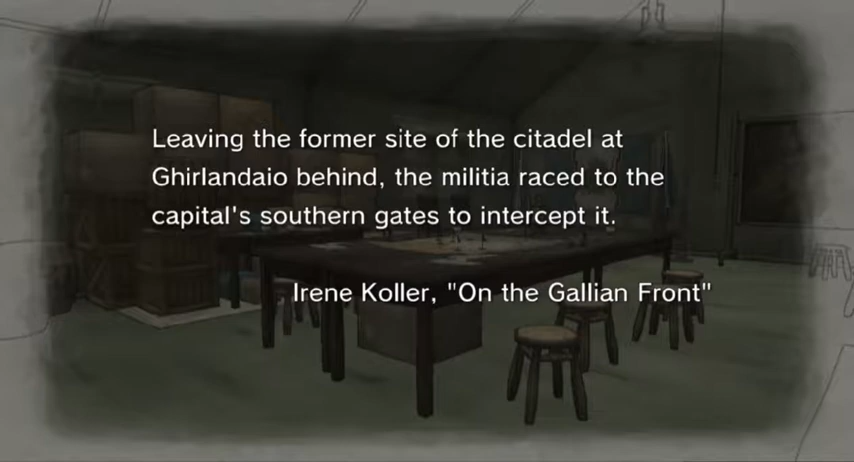 Leaving the former site of the citadel at
Ghirlandaio behind, the militia raced to the
capital's southern gates to intercept it.
Irene Koller, "On the Gallian Front"